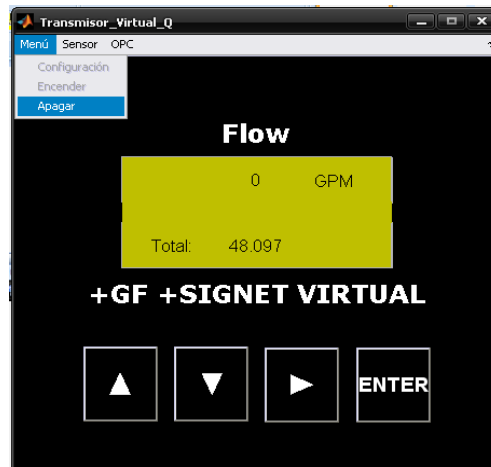 Transmisor_Virtual_Q
Menú Sensor OPC
Configuración
Encender
Apagar
Flow
0 GPM
Total: 48.097
+GF +SIGNET VIRTUAL
ENTER